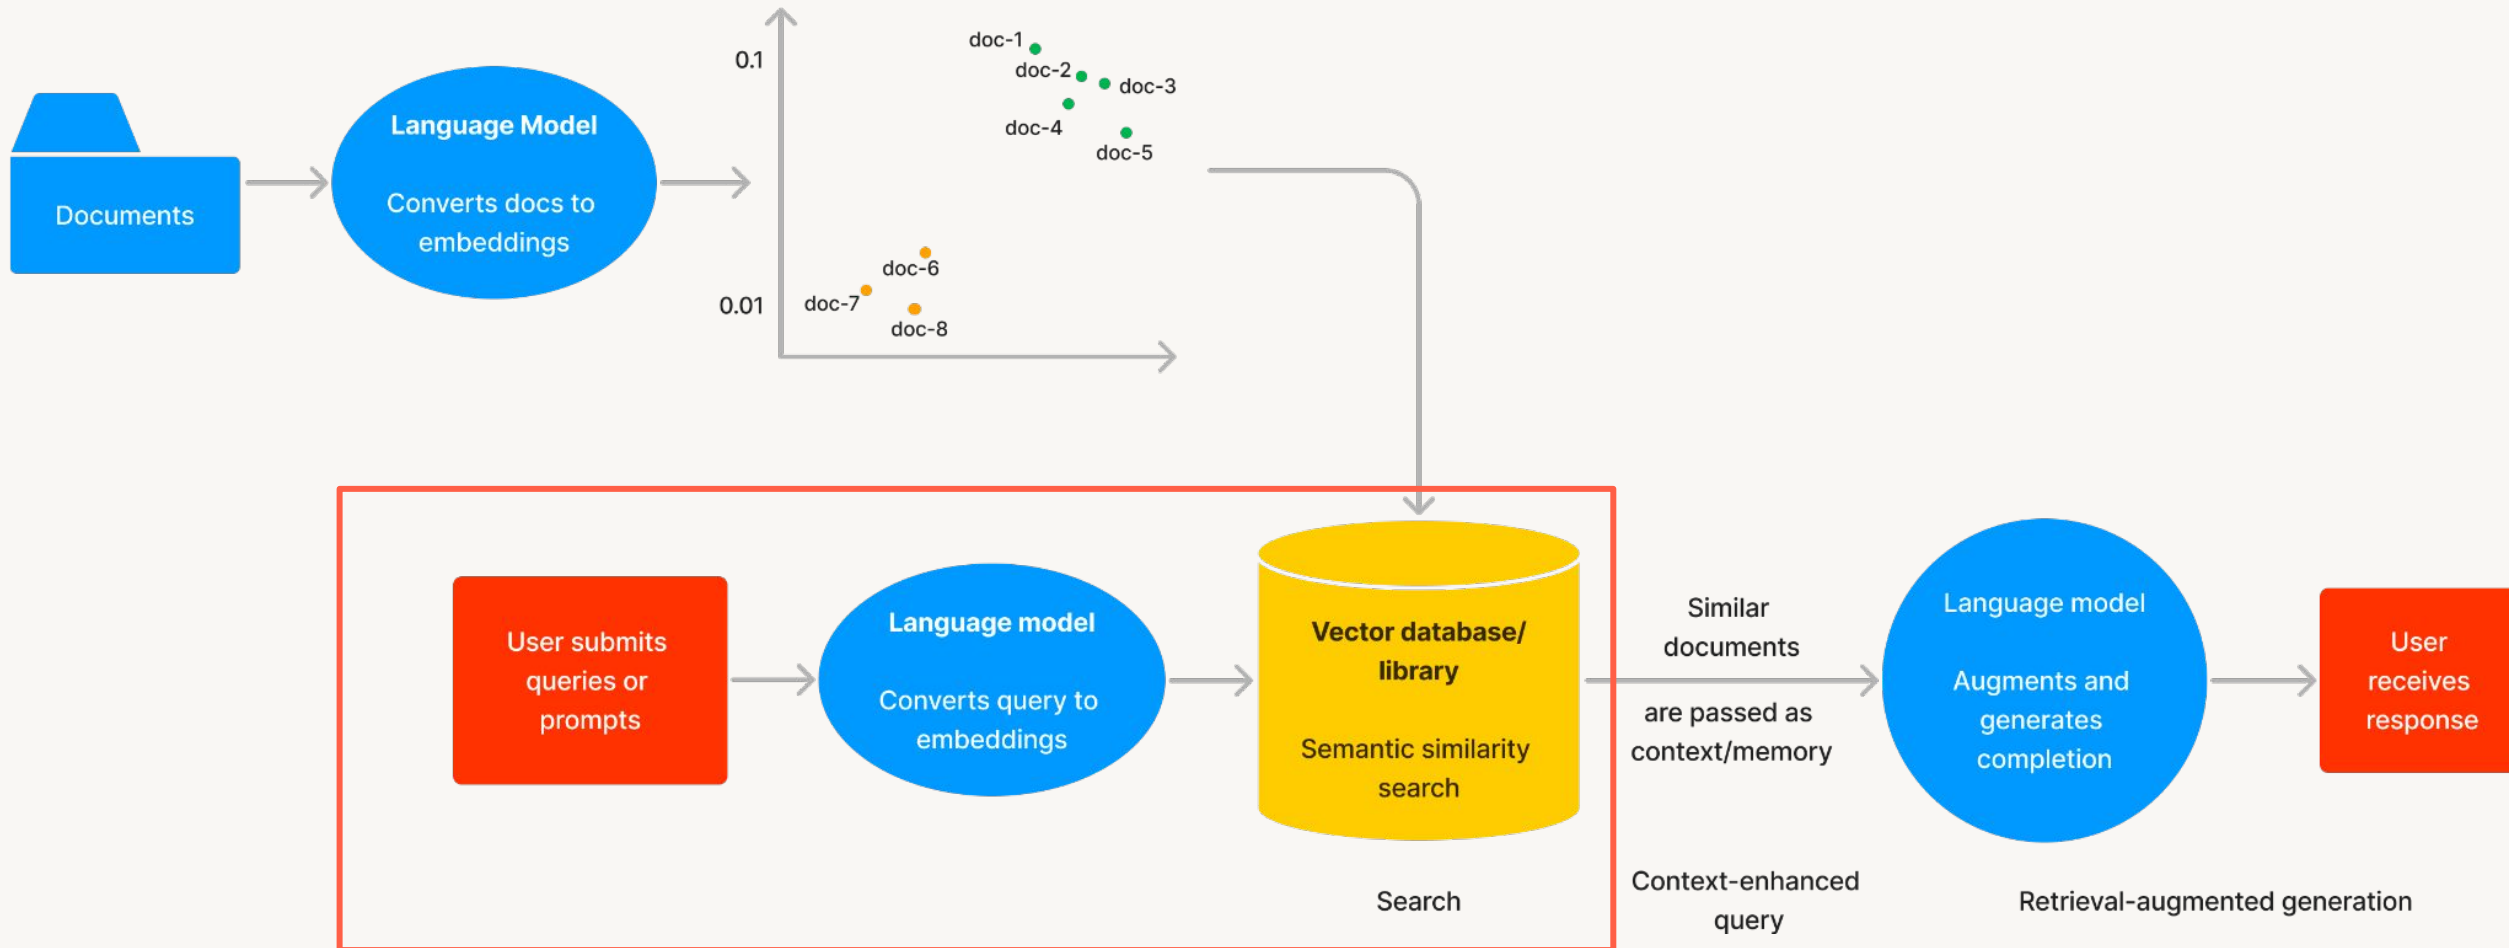 Documents
Language Model
Converts docs to
embeddings
0.1
0.01
doc-1
doc-2
doc-3
doc-4
doc-5
doc-6
doc-7
doc-8
User submits
queries or
prompts
Language model
Converts query to
embeddings
Vector database/
library
Semantic similarity
search
Search
Similar
documents
are passed as
context/memory
Context-enhanced
query
Language model
Augments and
generates
completion
Retrieval-augmented generation
User
receives
response